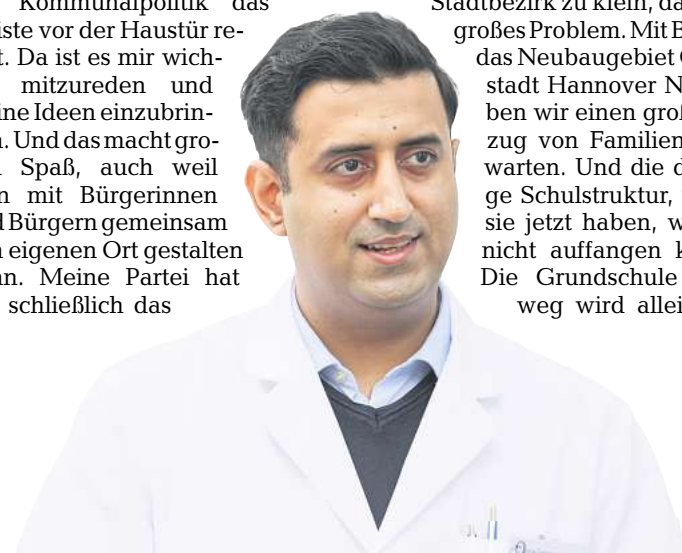 Kommunalpolitik das
iste vor der Haustür re-
t. Da ist es mir wich-
mitzureden und
ine Ideen einzubrin-
n. Und das macht gro-
Spaß, auch weil
n mit Bürgerinnen
d Bürgern gemeinsam
n eigenen Ort gestalten
nn. Meine Partei hat
schließlich das
Stadtbezirk zu klein, da
großes Problem. Mit B
das Neubaugebiet
stadt Hannover N
ben wir einen groß
zug von Familien
warten. Und die d
ge Schulstruktur,
sie jetzt haben, w
nicht auffangen k
Die Grundschule
weg wird allei